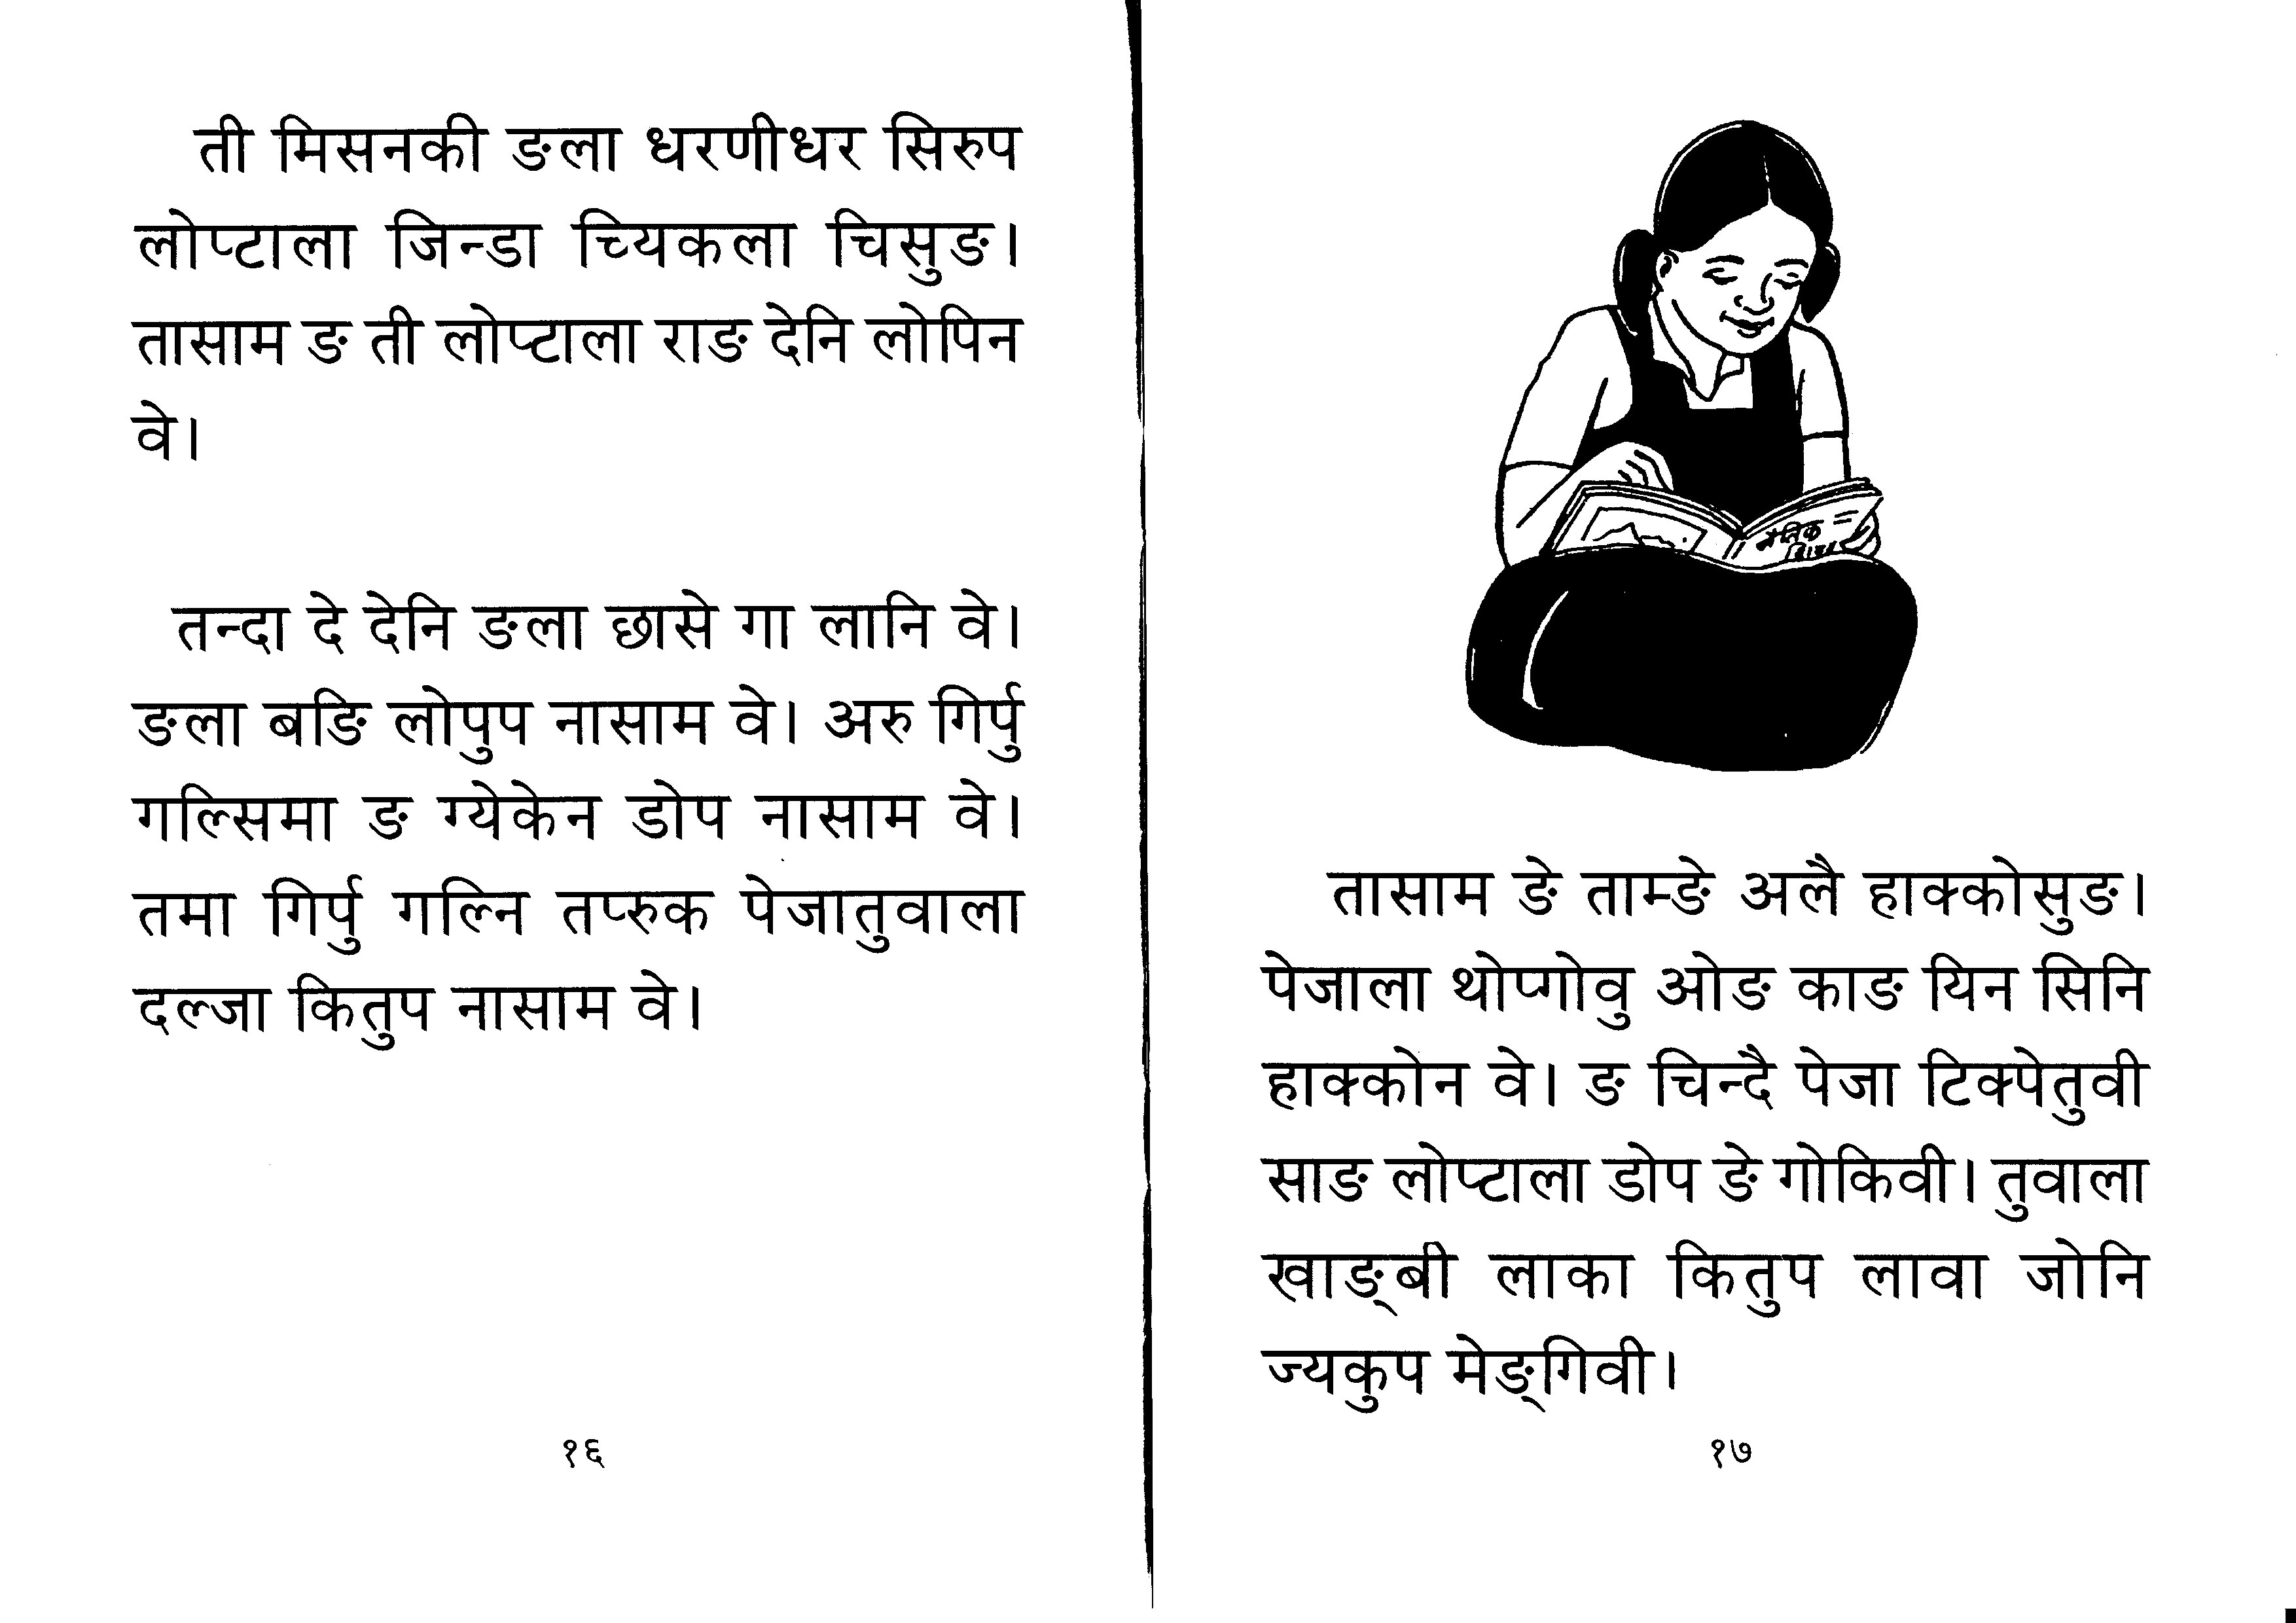 ती मिसनकी ङला धरणीधर सिरुप
लोप्टाला जिन्डा च्यिकला चिसुङ।
तासाम ङ ती लोप्टाला राङ देनि लोपिन
वे।
तन्दा दे देनि ङला छासे गा लानि वे।
ङला बङि लोपुप नासाम वे। अरु गिर्पु
गल्सिमा ङ ग्येकेन डोप नासाम वे।
तमा गिर्पु गल्नि तप्रुक पेजातुवाला
दल्जा कितुप नासाम वे।
१६
नैतिक
तासाम ङे ताम्ङे अलै हाक्कोसुङ।
पेजाला थोप्गोवु ओङ काङ यिन सिनि
हाक्कोन वे। ङ चिन्दै पेजा टिक्पेतुवी
साङ लोप्टाला डोप ङे गोकिवी। तुवाला
खाङ्बी लाका कितुप लावा जोनि
ज्यकुप मेङ्गिवी।
१७